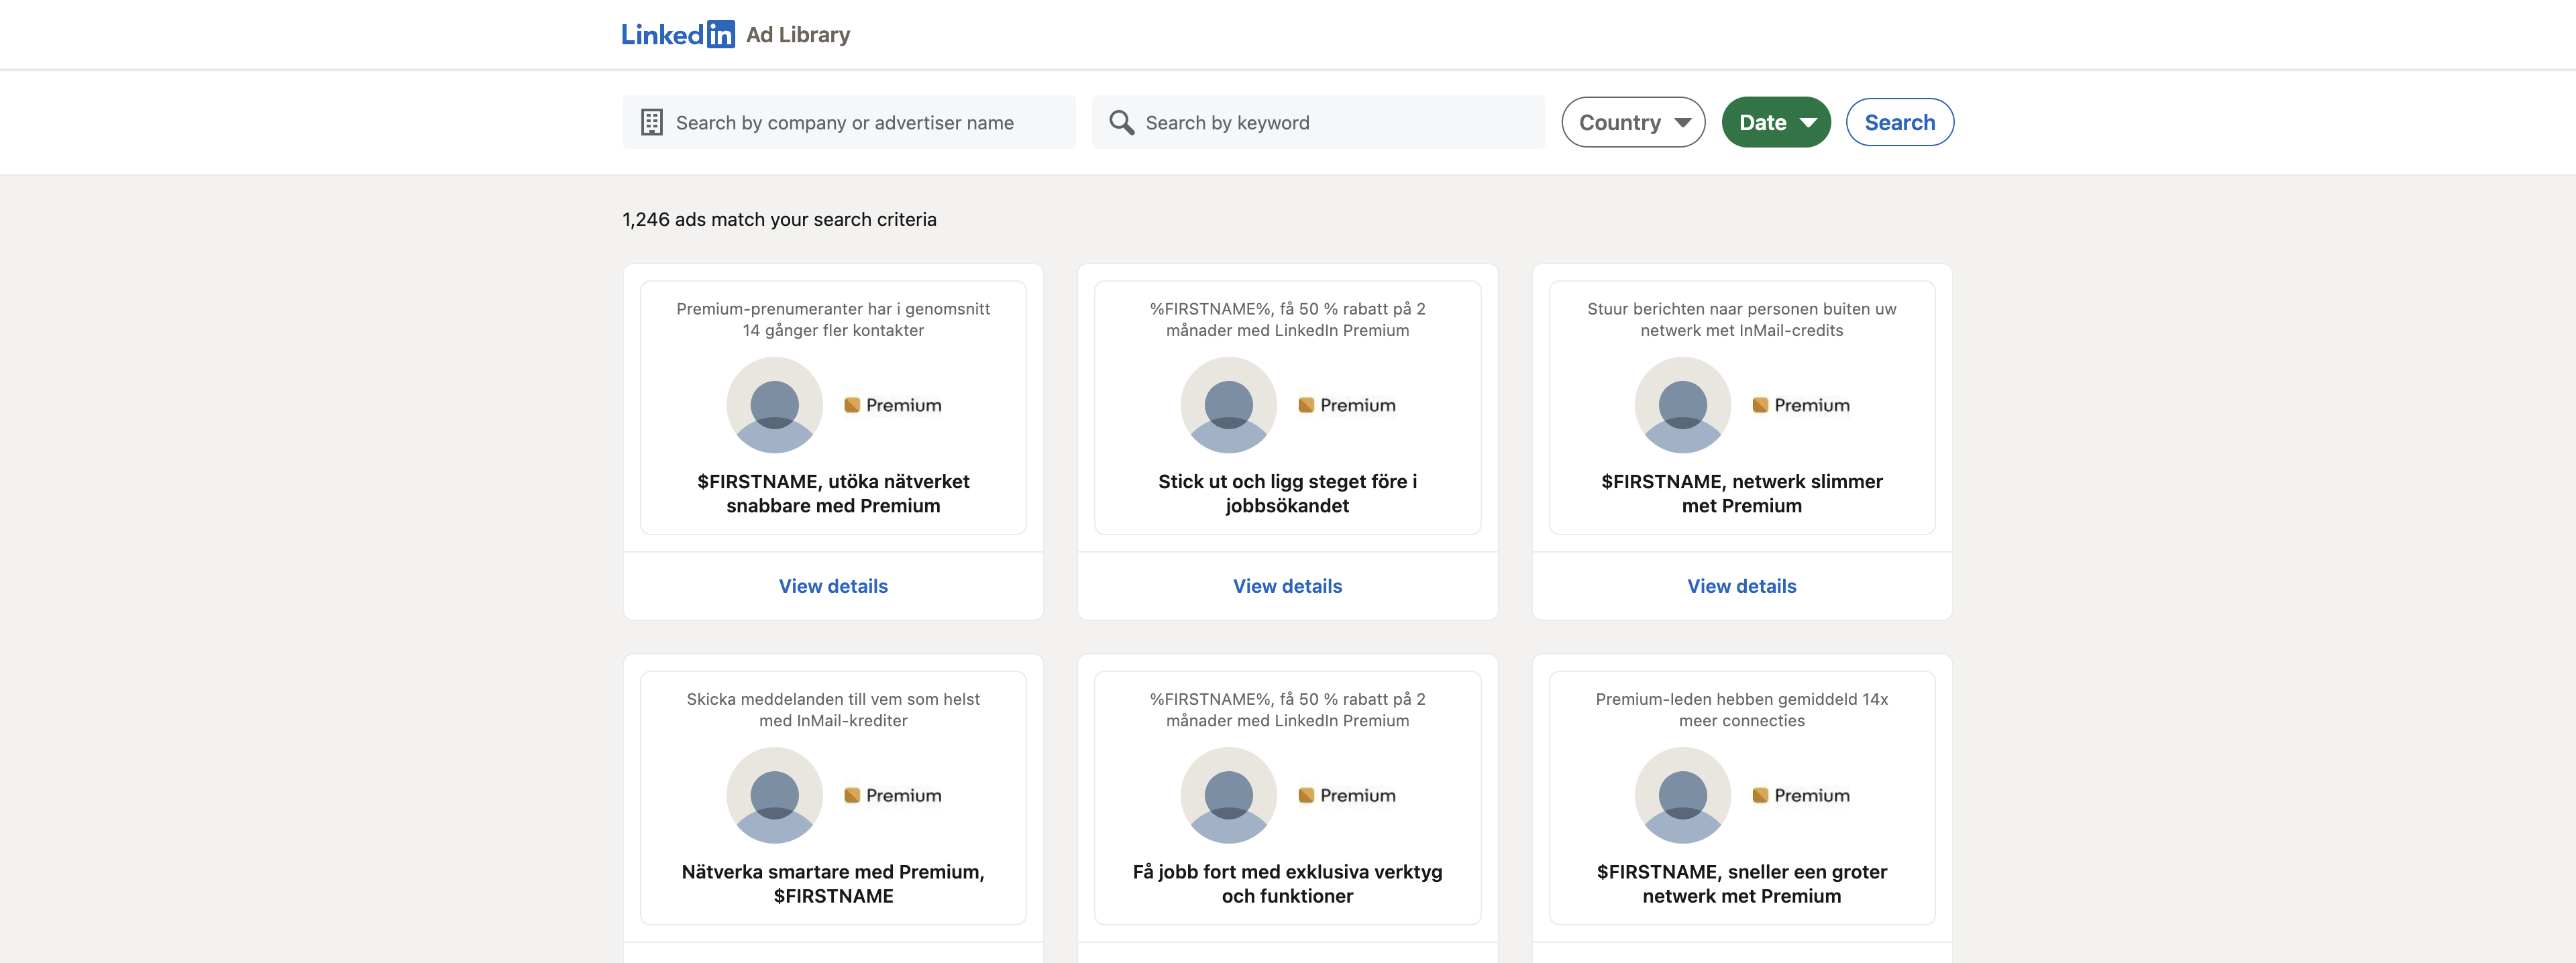 LinkedIn Ad Library
Search by company or advertiser name
Search by keyword
Country
Date
Search
1,246 ads match your search criteria
Premium-prenumeranter har i genomsnitt
14 gånger fler kontakter
Premium
$FIRSTNAME, utöka nätverket
snabbare med Premium
View details
%FIRSTNAME%, få 50 % rabatt på 2
månader med LinkedIn Premium
Premium
Stick ut och ligg steget före i
jobbsökandet
View details
Stuur berichten naar personen buiten uw
netwerk met InMail-credits
Premium
$FIRSTNAME, netwerk slimmer
met Premium
View details
Skicka meddelanden till vem som helst
med InMail-krediter
Premium
Nätverka smartare med Premium,
$FIRSTNAME
%FIRSTNAME%, få 50 % rabatt på 2
månader med LinkedIn Premium
Premium
Få jobb fort med exklusiva verktyg
och funktioner
Premium-leden hebben gemiddeld 14x
meer connecties
Premium
$FIRSTNAME, sneller een groter
netwerk met Premium